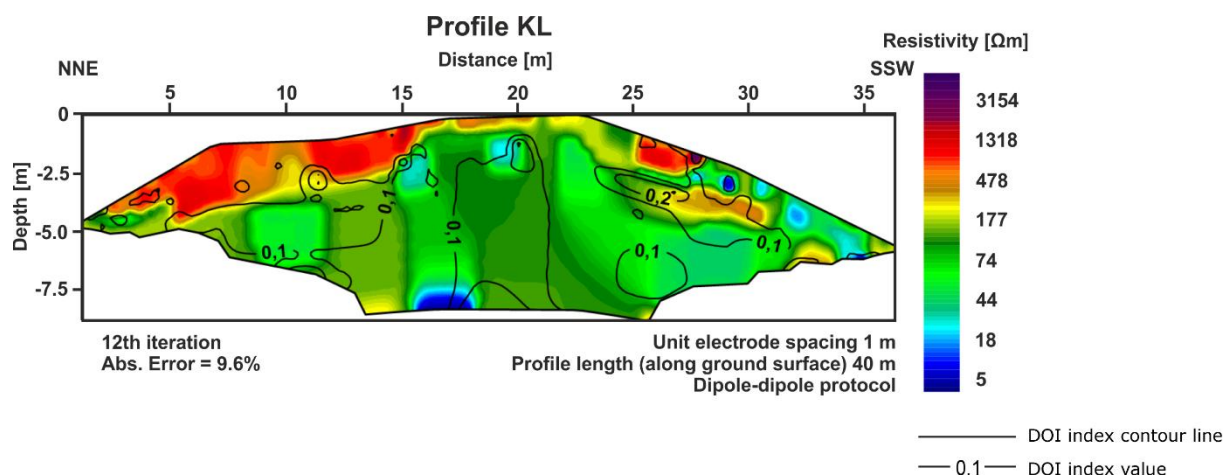 Profile KL
Distance [m]
NNE
SSW
5 10 15 20 25 30 35
Depth [m]
0
-2.5
-5.0
-7.5
0,1
0,1
0,1
0,2
0,1
0,1
12th iteration
Abs. Error = 9.6%
Unit electrode spacing 1 m
Profile length (along ground surface) 40 m
Dipole-dipole protocol
Resistivity [Ωm]
3154
1318
478
177
74
44
18
5
DOI index contour line
0.1 DOI index value